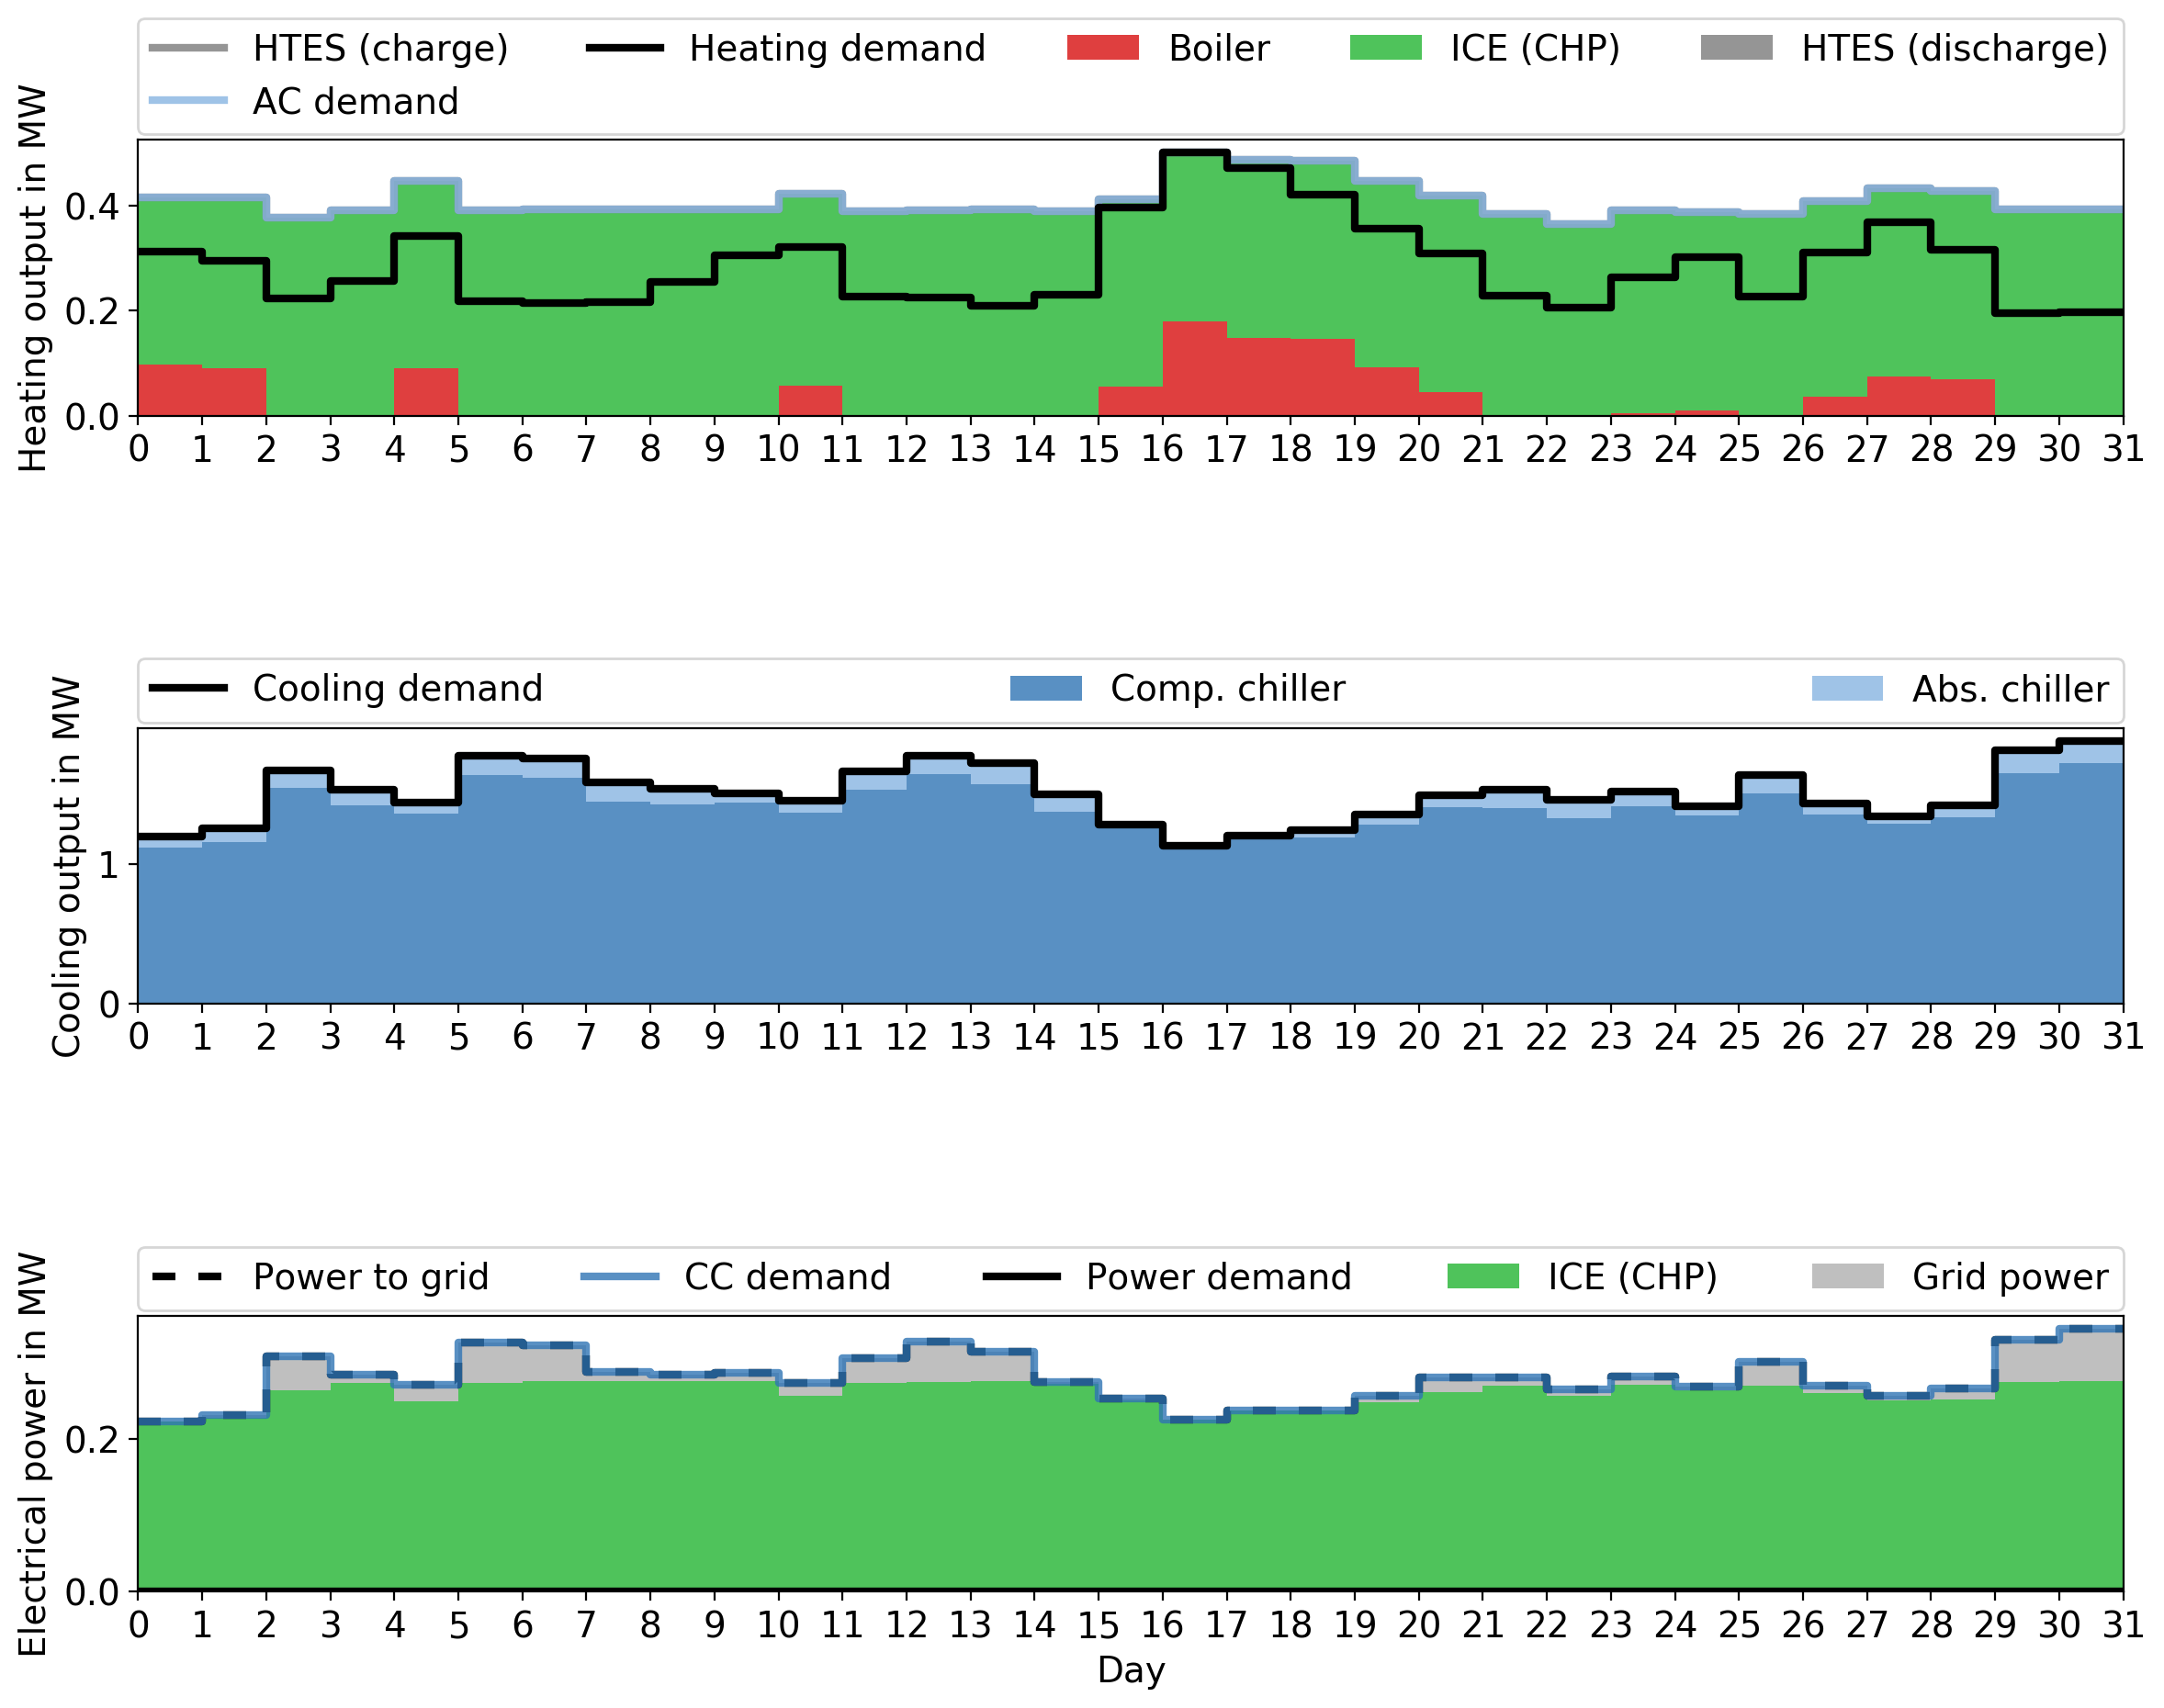 HTES (charge) Heating demand Boiler ICE (CHP) HTES (discharge)
AC demand
Heating output in MW
0.4
0.2
0.0
0 1 2 3 4 5 6 7 8 9 10 11 12 13 14 15 16 17 18 19 20 21 22 23 24 25 26 27 28 29 30 31
Cooling demand Comp. chiller Abs. chiller
Cooling output in MW
1
0
0 1 2 3 4 5 6 7 8 9 10 11 12 13 14 15 16 17 18 19 20 21 22 23 24 25 26 27 28 29 30 31
Power to grid CC demand Power demand ICE (CHP) Grid power
Electrical power in MW
0.2
0.0
0 1 2 3 4 5 6 7 8 9 10 11 12 13 14 15 16 17 18 19 20 21 22 23 24 25 26 27 28 29 30 31
Day